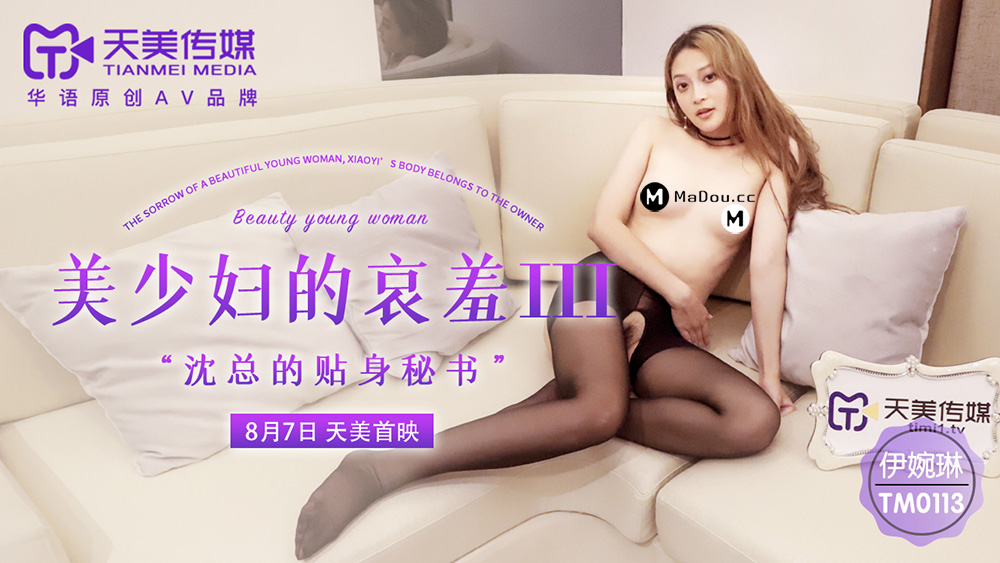 天美传媒
TIANMEI MEDIA
华语原创AV品牌
THE SORROW OF A BEAUTIFUL YOUNG WOMAN, XIAOYI'S BODY BELONGS TO THE OWNER
Beauty young woman
美少妇的哀羞III
“沈总的贴身秘书”
8月7日 天美首映
M MaDou.cc
M
天美传媒
timi1.tv
伊婉琳
TM0113